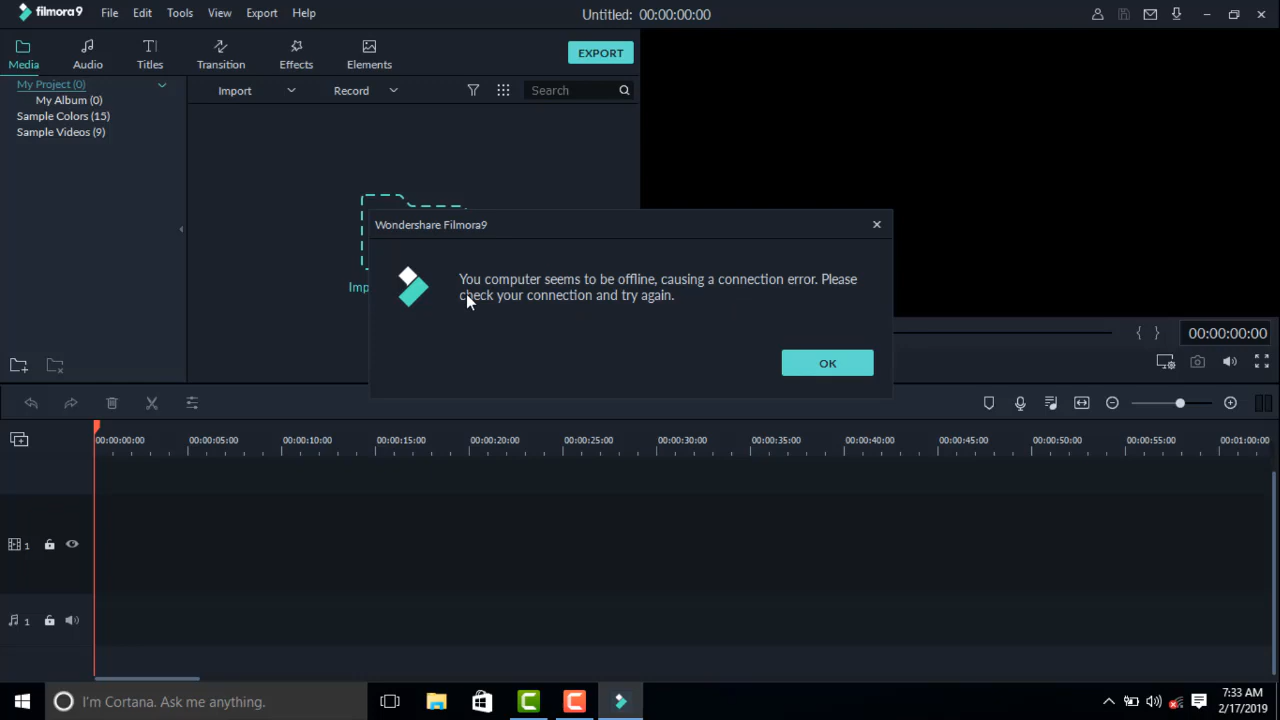 filmora9 File Edit Tools View Export Help Untitled: 00:00:00:00
Media Audio Titles Transition Effects Elements EXPORT
My Project (0)
My Album (0)
Sample Colors (15)
Sample Videos (9)
Import Record Search
Wondershare Filmora9
You computer seems to be offline, causing a connection error. Please
check your connection and try again.
OK
Imp
{ } 00:00:00:00
00:00:00:00 00:00:05:00 00:00:10:00 00:00:15:00 00:00:20:00 00:00:25:00 00:00:30:00 00:00:35:00 00:00:40:00 00:00:45:00 00:00:50:00 00:00:55:00 00:01:00:00
1
1
I'm Cortana. Ask me anything.
7:33 AM
2/17/2019